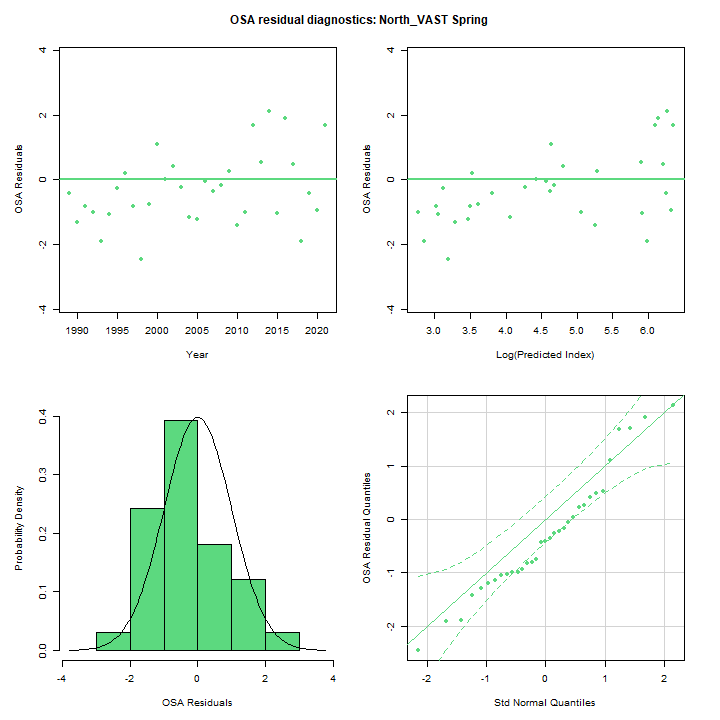 OSA residual diagnostics: North_VAST Spring
4
2
0
-2
-4
OSA Residuals
1990 1995 2000 2005 2010 2015 2020
Year
4
2
0
-2
-4
OSA Residuals
3.0 3.5 4.0 4.5 5.0 5.5 6.0
Log(Predicted Index)
0.4
0.3
0.2
0.1
0.0
Probability Density
-4 -2 0 2 4
OSA Residuals
2
1
0
-1
-2
OSA Residual Quantiles
-2 -1 0 1 2
Std Normal Quantiles